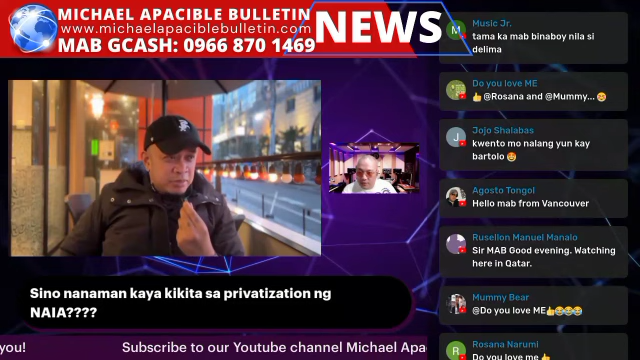 MICHAEL APACIBLE BULLETIN
www.michaelapaciblebulletin.com
MAB GCASH: 0966 870 1469
NEWS
M
Music Jr.
tama ka mab binaboy nila si
delima
Do you love ME
👍 @Rosana and @Mummy... 😊
J
Jojo Shalabas
kwento mo nalang yun kay
bartolo 🤩
Agosto Tongol
Hello mab from Vancouver
Rusellon Manuel Manalo
Sir MAB Good evening. Watching
here in Qatar.
Mummy Bear
@Do you love ME👍😂😂😂
R
Rosana Narumi
Do you love me👍
Sino nanaman kaya kikita sa privatization ng
NAIA????
you! Subscribe to our Youtube channel Michael Apa